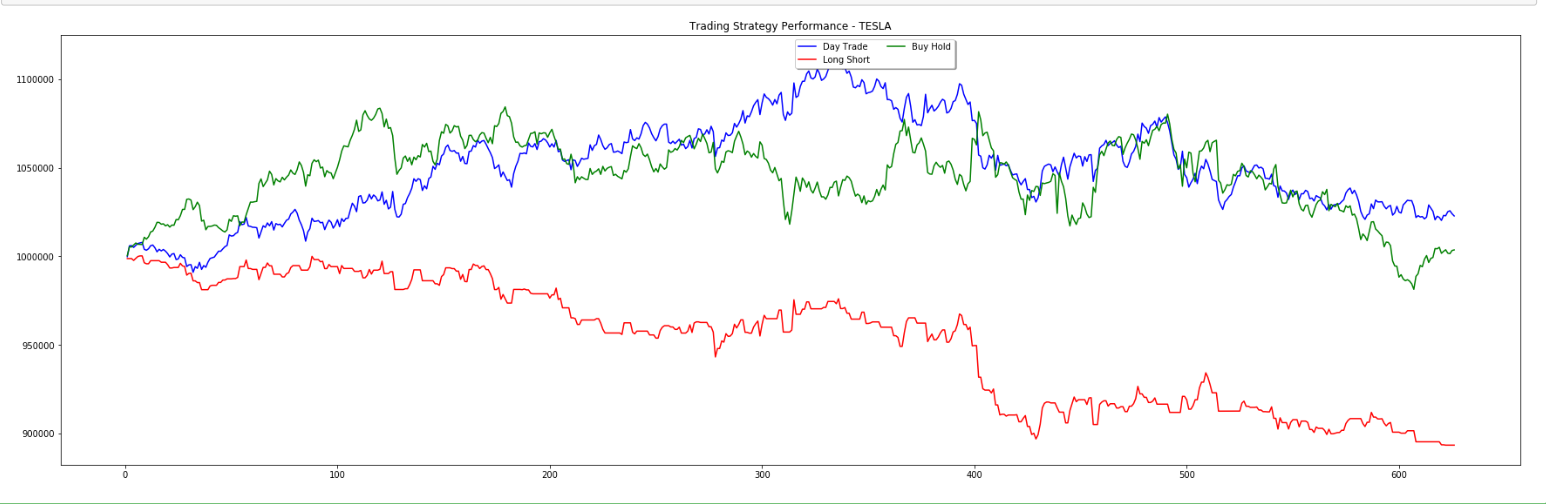 Trading Strategy Performance - TESLA
Day Trade Buy Hold
Long Short
1100000
1050000
1000000
950000
900000
0 100 200 300 400 500 600